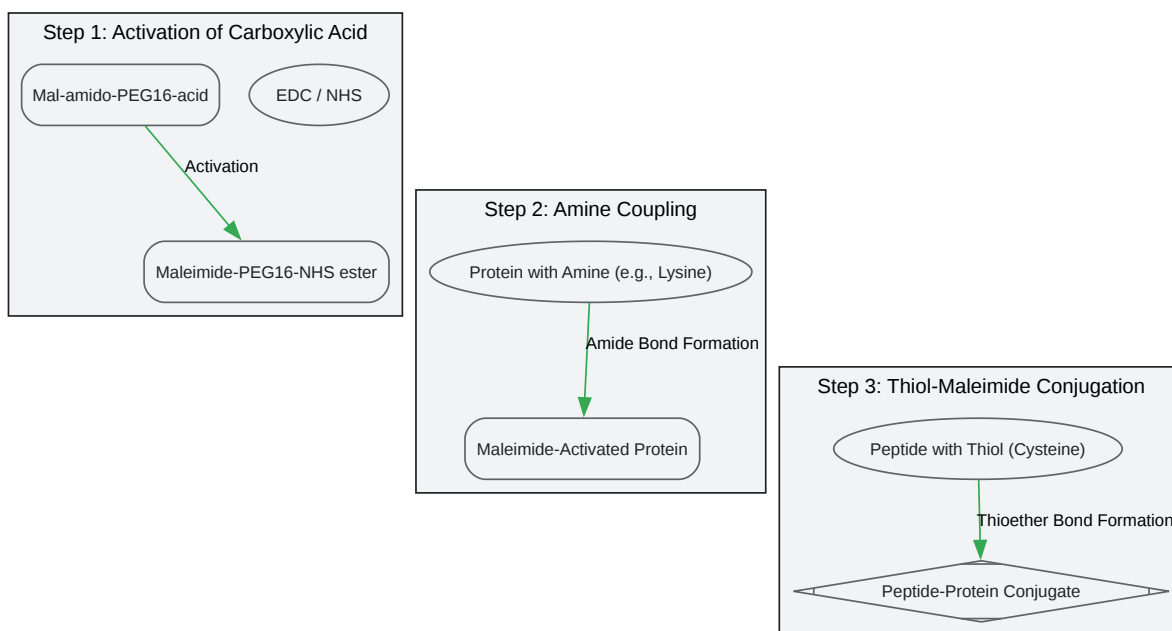 Step 1: Activation of Carboxylic Acid
Mal-amido-PEG16-acid
EDC / NHS
Activation
Maleimide-PEG16-NHS ester
Step 2: Amine Coupling
Protein with Amine (e.g., Lysine)
Amide Bond Formation
Maleimide-Activated Protein
Step 3: Thiol-Maleimide Conjugation
Peptide with Thiol (Cysteine)
Thioether Bond Formation
Peptide-Protein Conjugate